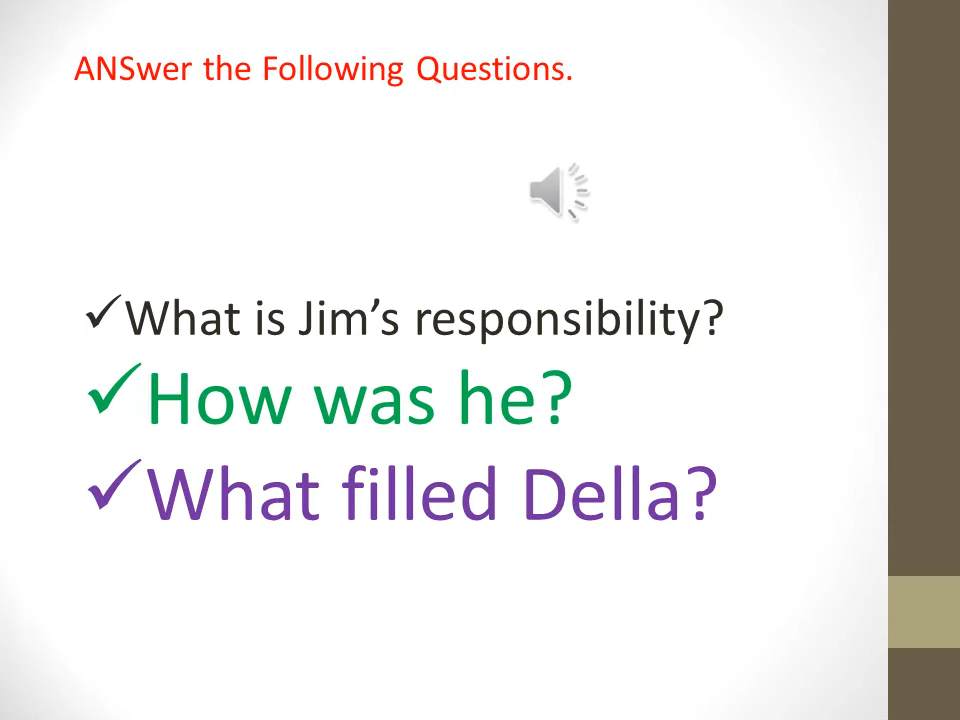 ANSwer the Following Questions.
✓What is Jim’s responsibility?
✓How was he?
✓What filled Della?